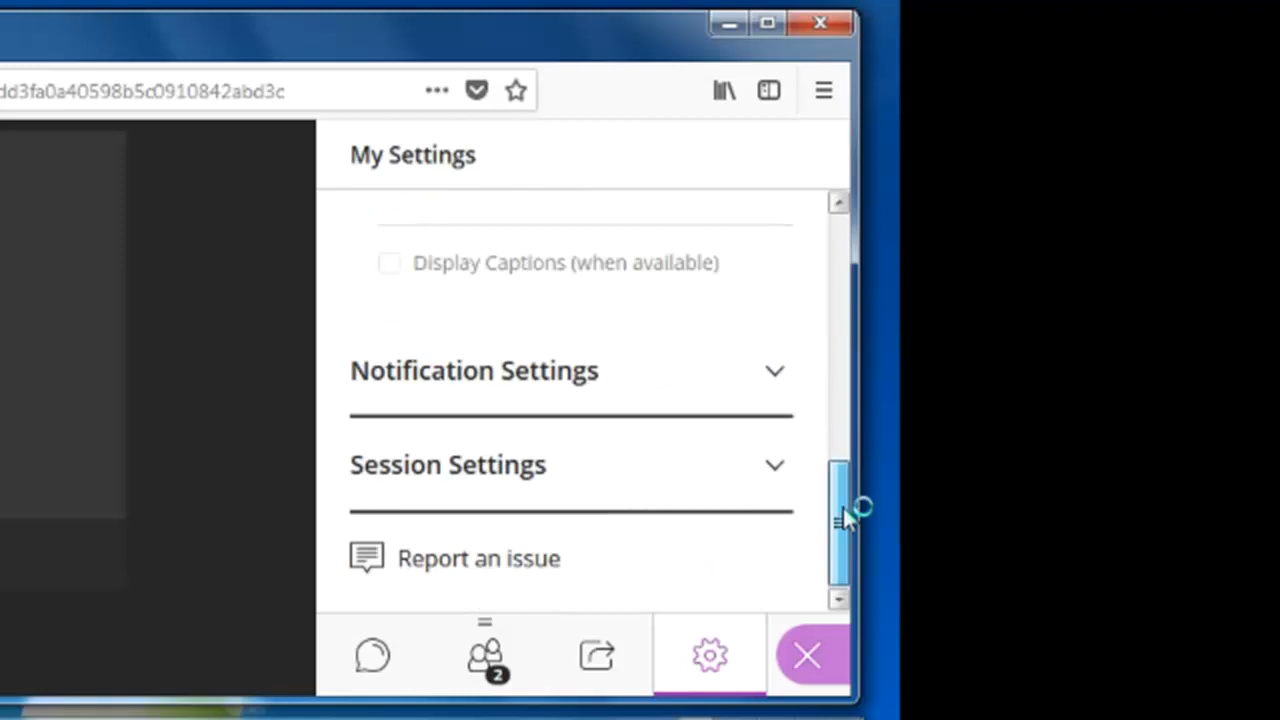 dd3fa0a40598b5c0910842abd3c
My Settings
Display Captions (when available)
Notification Settings
Session Settings
Report an issue
2